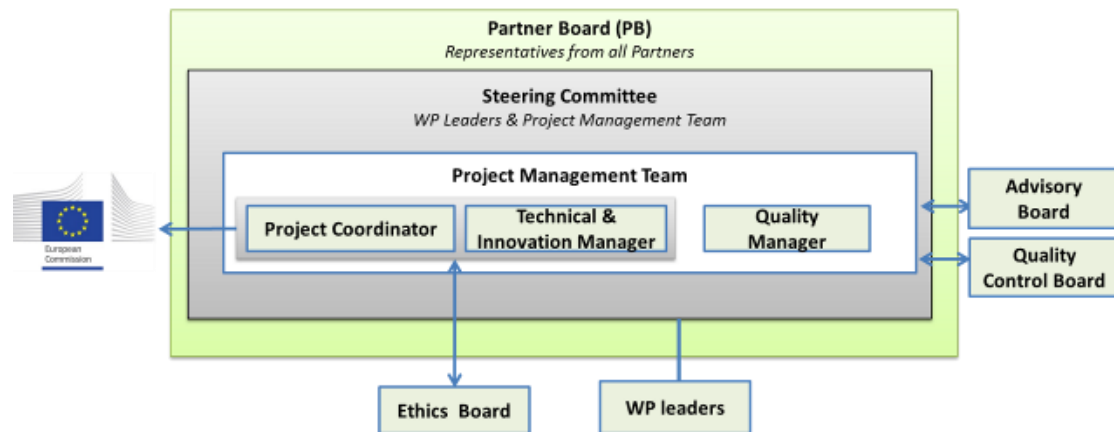 Partner Board (PB)
Representatives from all Partners
Steering Committee
WP Leaders & Project Management Team
Project Management Team
Project Coordinator
Technical &
Innovation Manager
Quality
Manager
European
Commission
Advisory
Board
Quality
Control Board
Ethics Board
WP leaders